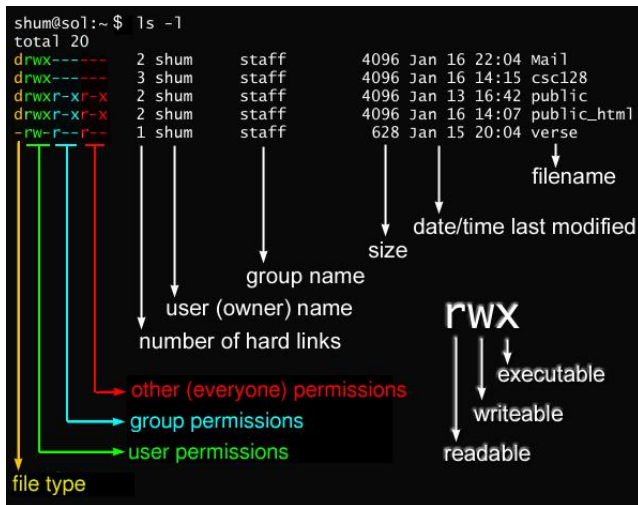 shum@sol:~$ ls -l
total 20
drwx------ 2 shum staff 4096 Jan 16 22:04 Mail
drwx------ 3 shum staff 4096 Jan 16 14:15 csc128
drwxr-xr-x 2 shum staff 4096 Jan 13 16:42 public
drwxr-xr-x 2 shum staff 4096 Jan 16 14:07 public_html
-rw-r--r-- 1 shum staff 628 Jan 15 20:04 verse
filename
date/time last modified
size
group name
user (owner) name
number of hard links
rwx
executable
writeable
readable
other (everyone) permissions
group permissions
user permissions
file type